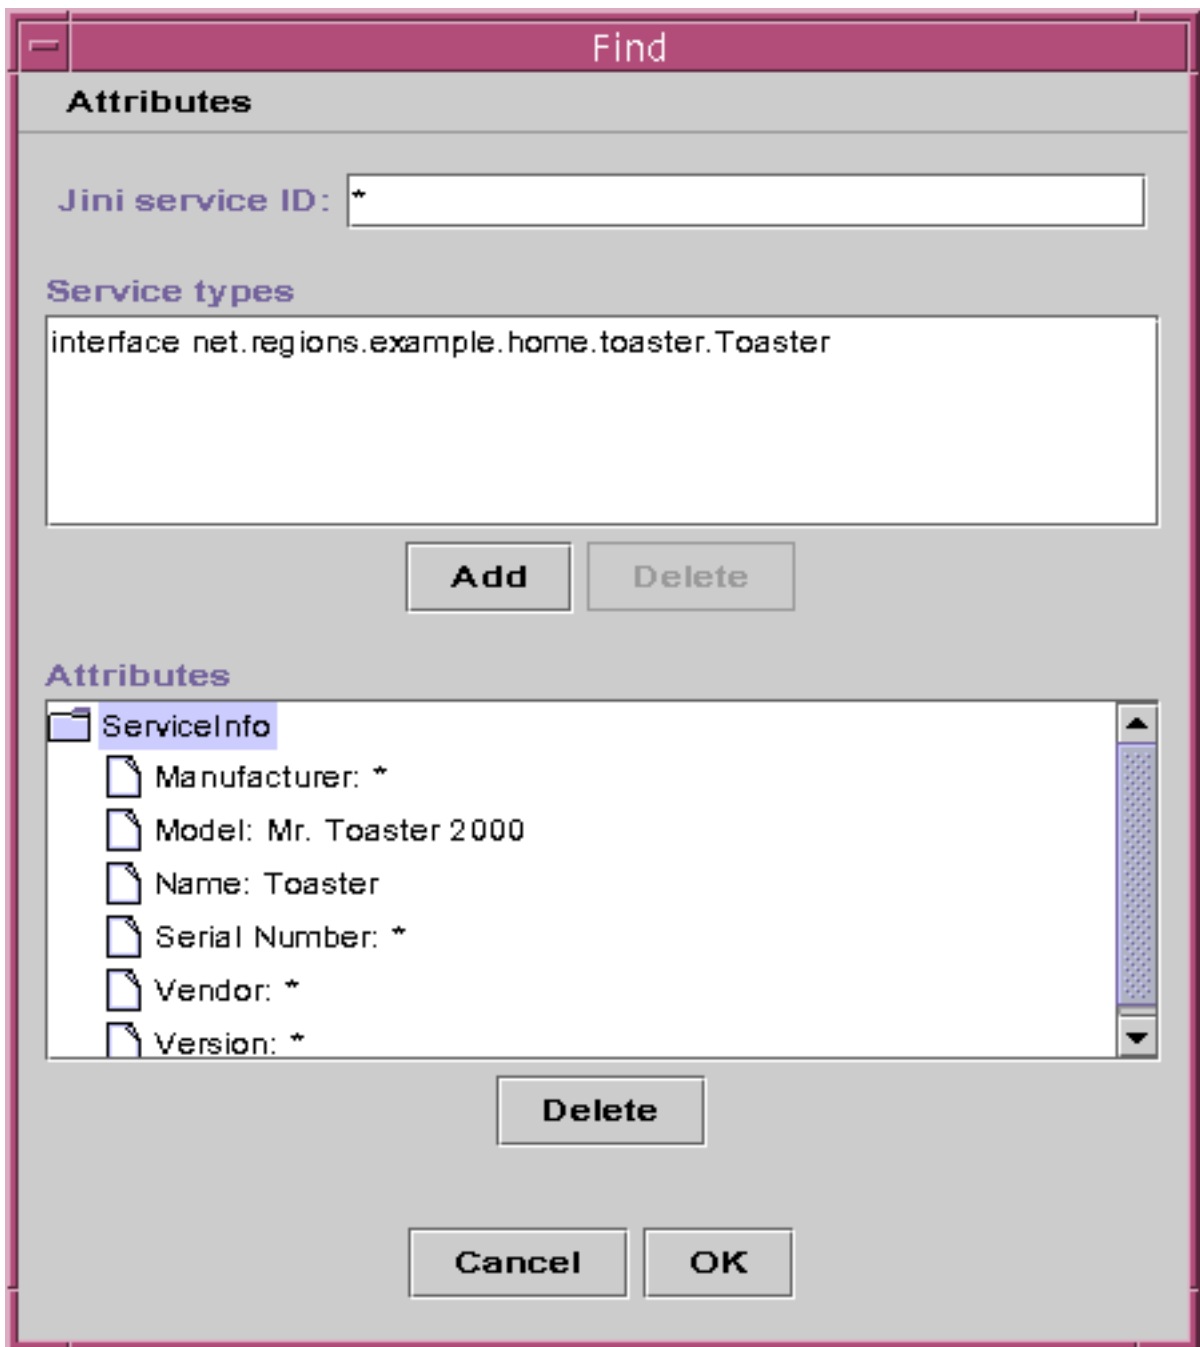 Find
Attributes
Jini service ID: *
Service types
interface net.regions.example.home.toaster.Toaster
Add Delete
Attributes
ServiceInfo
Manufacturer: *
Model: Mr. Toaster 2000
Name: Toaster
Serial Number: *
Vendor: *
Version: *
Delete
Cancel OK